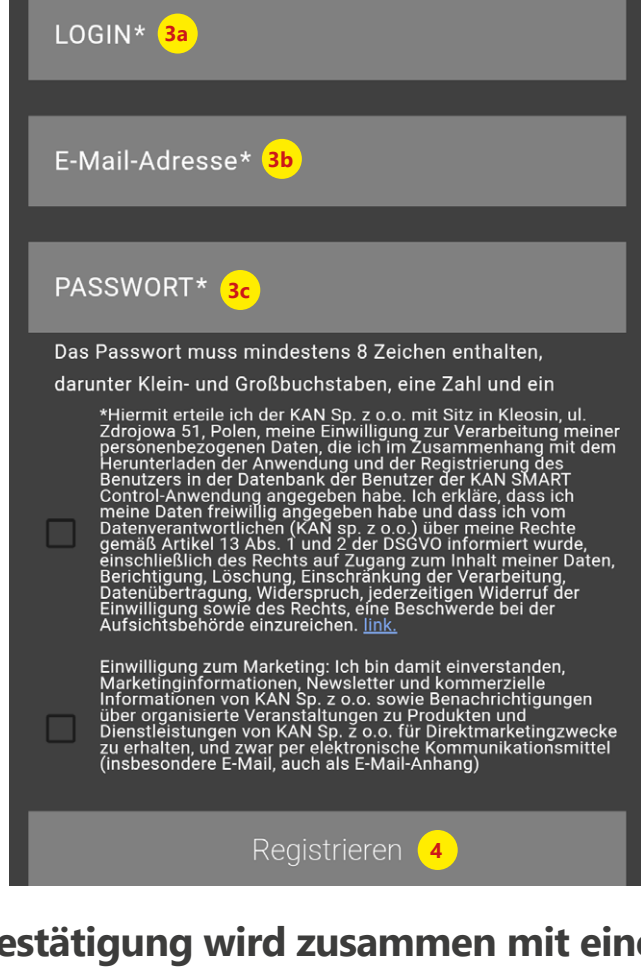 LOGIN* 3a
E-Mail-Adresse* 3b
PASSWORT* 3c
Das Passwort muss mindestens 8 Zeichen enthalten,
darunter Klein- und Großbuchstaben, eine Zahl und ein
*Hiermit erteile ich der KAN Sp. z o.o. mit Sitz in Kleosin, ul.
Zdrojowa 51, Polen, meine Einwilligung zur Verarbeitung meiner
personenbezogenen Daten, die ich im Zusammenhang mit dem
Herunterladen der Anwendung und der Registrierung des
Benutzers in der Datenbank der Benutzer der KAN SMART
Control-Anwendung angegeben habe. Ich erkläre, dass ich
meine Daten freiwillig angegeben habe und dass ich vom
Datenverantwortlichen (KAN sp. z o.o.) über meine Rechte
gemäß Artikel 13 Abs. 1 und 2 der DSGVO informiert wurde,
einschließlich des Rechts auf Zugang zum Inhalt meiner Daten,
Berichtigung, Löschung, Einschränkung der Verarbeitung,
Datenübertragung, Widerspruch, jederzeitigen Widerruf der
Einwilligung sowie des Rechts, eine Beschwerde bei der
Aufsichtsbehörde einzureichen. link.
Einwilligung zum Marketing: Ich bin damit einverstanden,
Marketinginformationen, Newsletter und kommerzielle
Informationen von KAN Sp. z o.o. sowie Benachrichtigungen
über organisierte Veranstaltungen zu Produkten und
Dienstleistungen von KAN Sp. z o.o. für Direktmarketingzwecke
zu erhalten, und zwar per elektronische Kommunikationsmittel
(insbesondere E-Mail, auch als E-Mail-Anhang)
Registrieren 4
estätigung wird zusammen mit ein